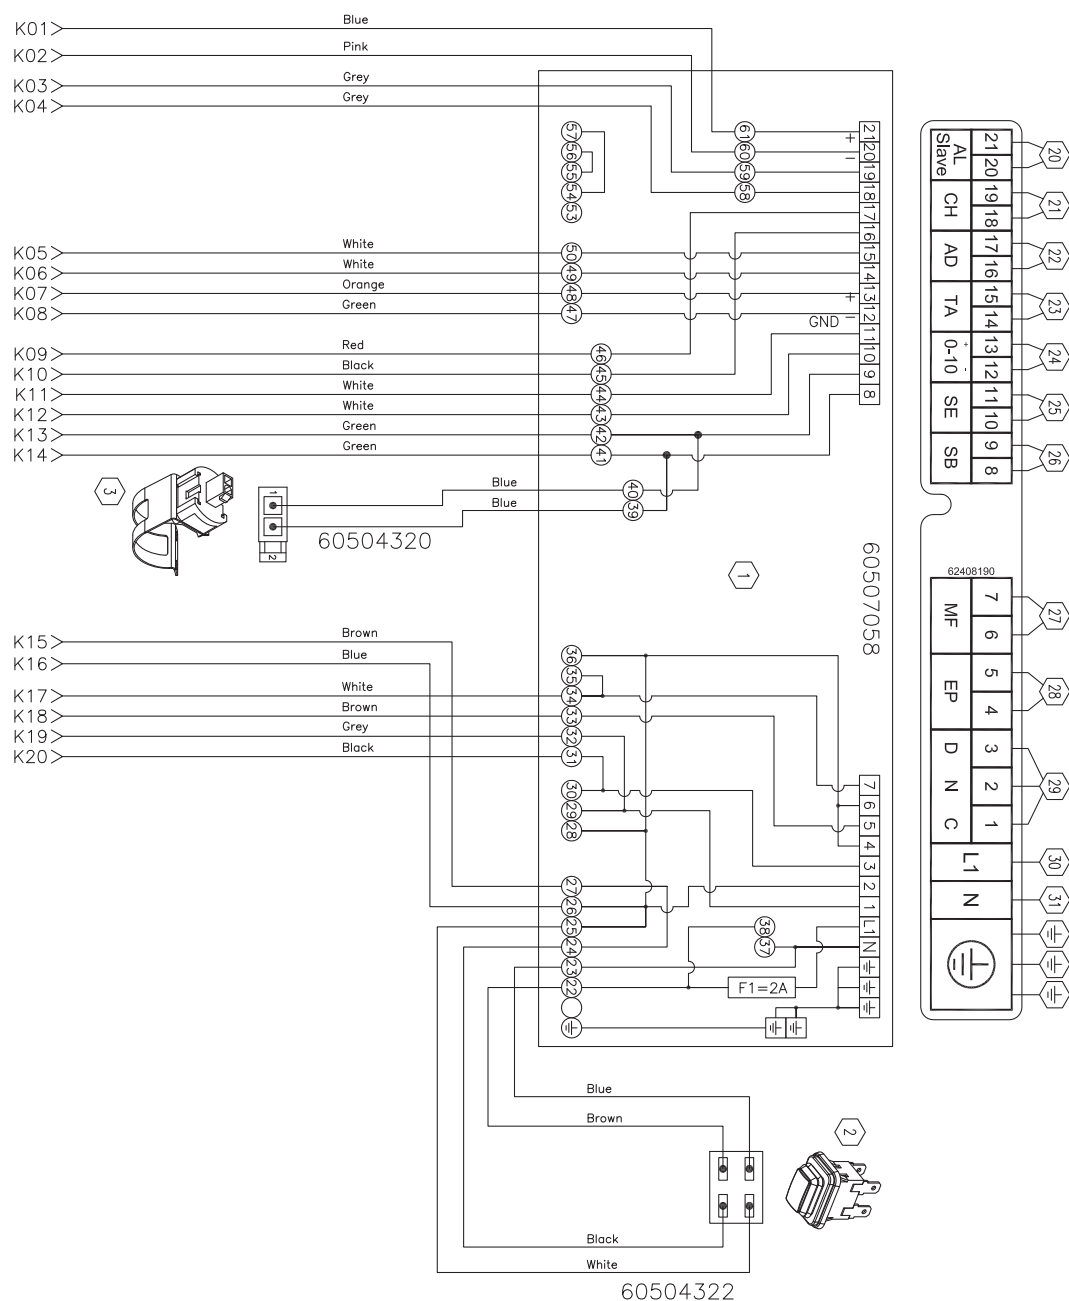 K01 Blue
K02 Pink
K03 Grey
K04 Grey
57
56
55
54
53
61 + 21
60 - 20
59 19
58 18
17
16
K05 White 50 15
K06 White 49 14
K07 Orange 48 + 13
K08 Green 47 - 12
GND
11
10
9
8
K09 Red 46
K10 Black 45
K11 White 44
K12 White 43
K13 Green 42
K14 Green 41
Blue 40
Blue 39
3
1
2
60504320
1
60507058
K15 Brown
K16 Blue
36
35
K17 White 34
K18 Brown 33
K19 Grey 32
K20 Black 31
30
29
28
27
26
25
24
23
22
7
6
5
4
3
2
1
L1
N
38
37
F1=2A
Blue
Brown
2
Black
White
60504322
AL Slave 21 20
20
CH 19 18
21
AD 17 16
22
TA 15 14
23
0-10 + - 13 12
24
SE 11 10
25
SB 9 8
26
62408190
MF 7 6
27
EP 5 4
28
D 3
N 2
C 1
29
L1
30
N
31